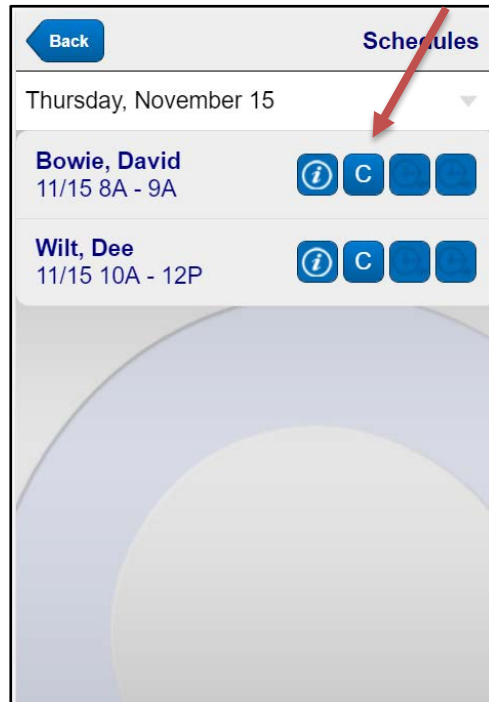 Back
Schedules
Thursday, November 15
Bowie, David
11/15 8A - 9A
i C
Wilt, Dee
11/15 10A - 12P
i C